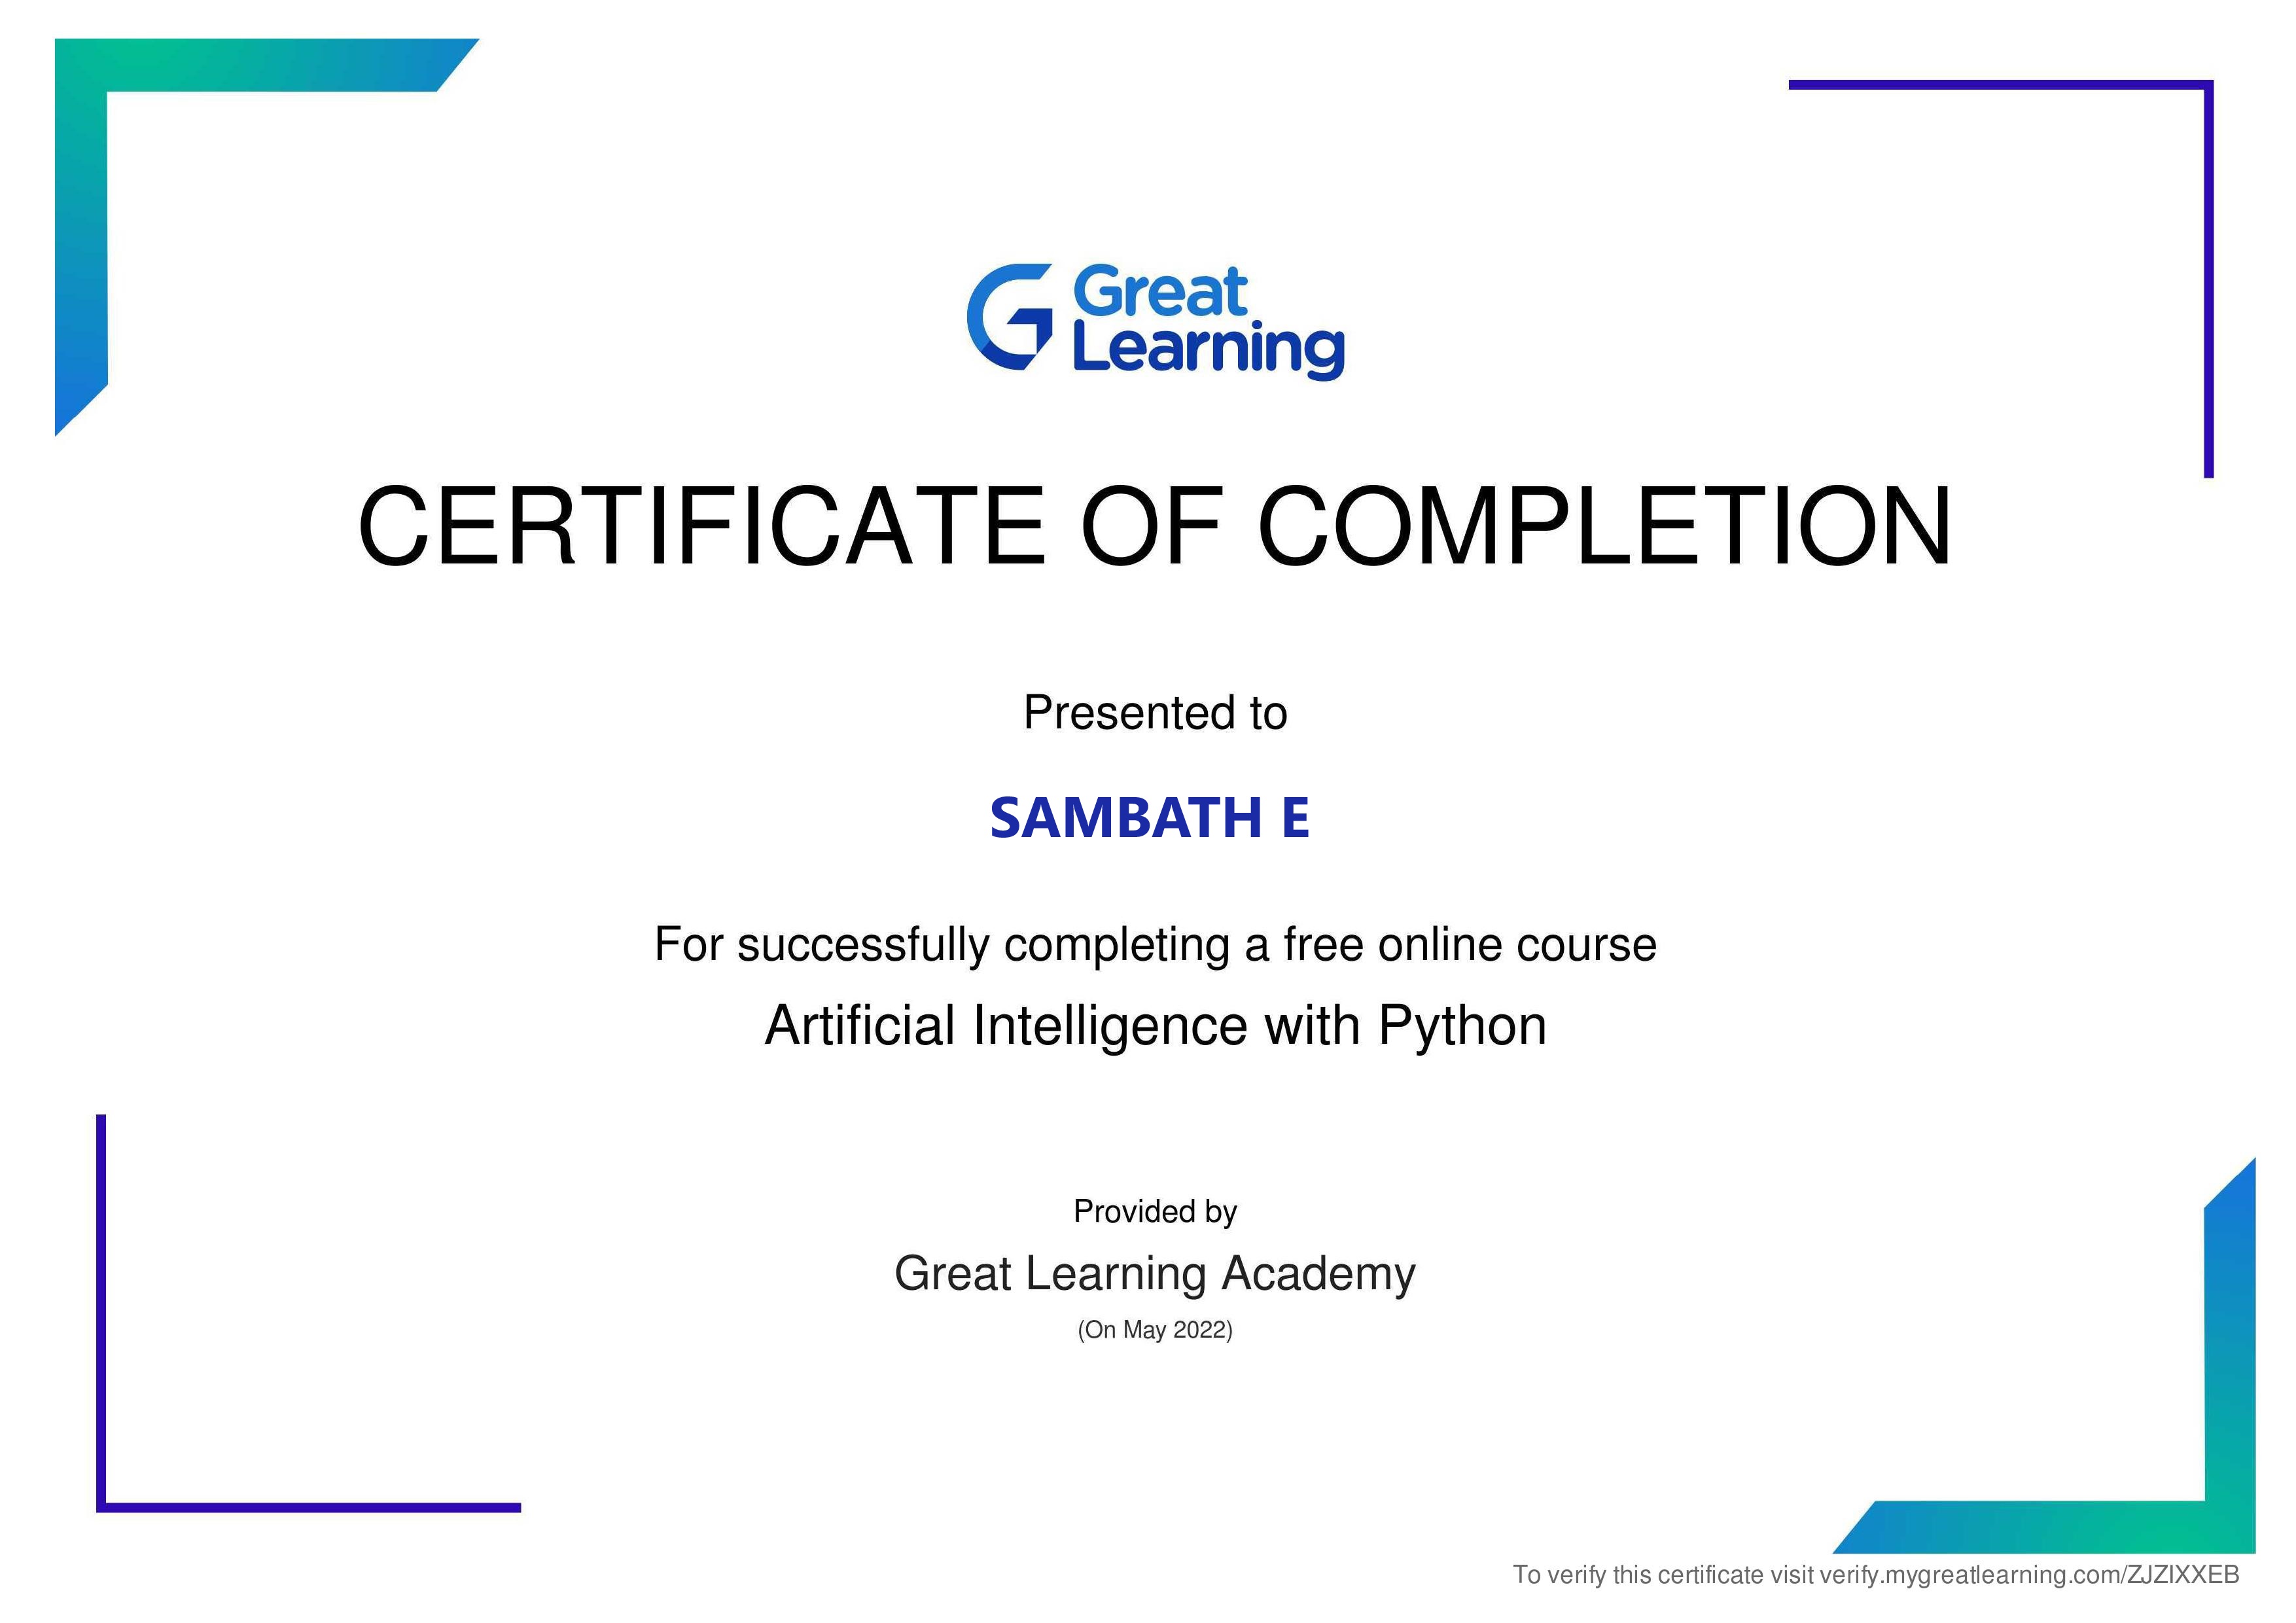 Great
Learning
CERTIFICATE OF COMPLETION
Presented to
SAMBATH E
For successfully completing a free online course
Artificial Intelligence with Python
Provided by
Great Learning Academy
(On May 2022)
To verify this certificate visit verify.mygreatlearning.com/ZJZIXXEB